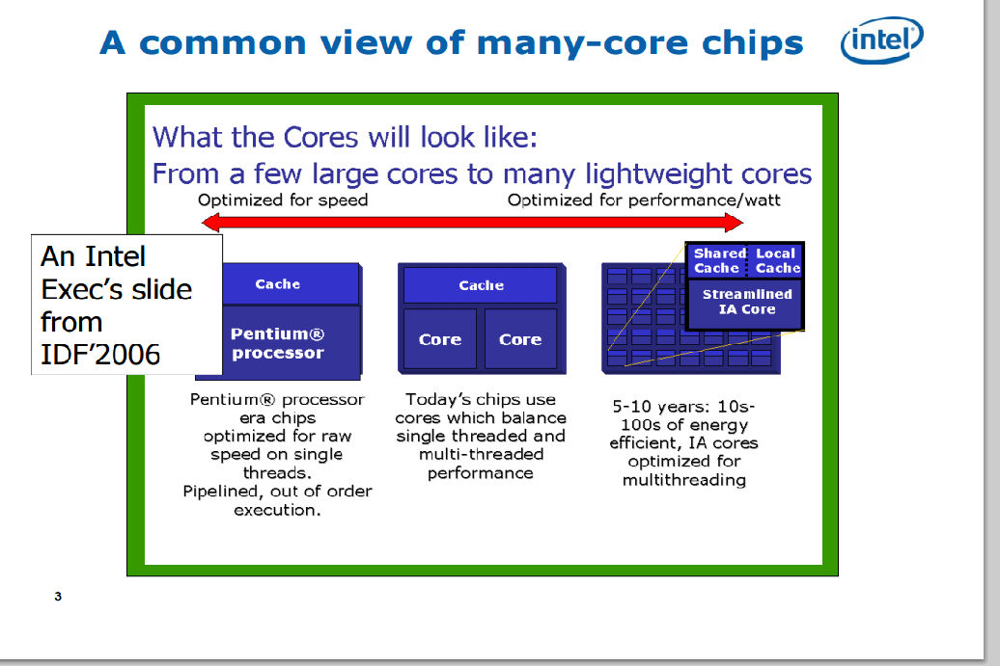 A common view of many-core chips
intel
What the Cores will look like:
From a few large cores to many lightweight cores
Optimized for speed
Optimized for performance/watt
An Intel
Exec's slide
from
IDF'2006
Cache
Pentium®
processor
Cache
Core
Core
Shared
Cache
Local
Cache
Streamlined
IA Core
Pentium® processor
era chips
optimized for raw
speed on single
threads.
Pipelined, out of order
execution.
Today's chips use
cores which balance
single threaded and
multi-threaded
performance
5-10 years: 10s-
100s of energy
efficient, IA cores
optimized for
multithreading
3